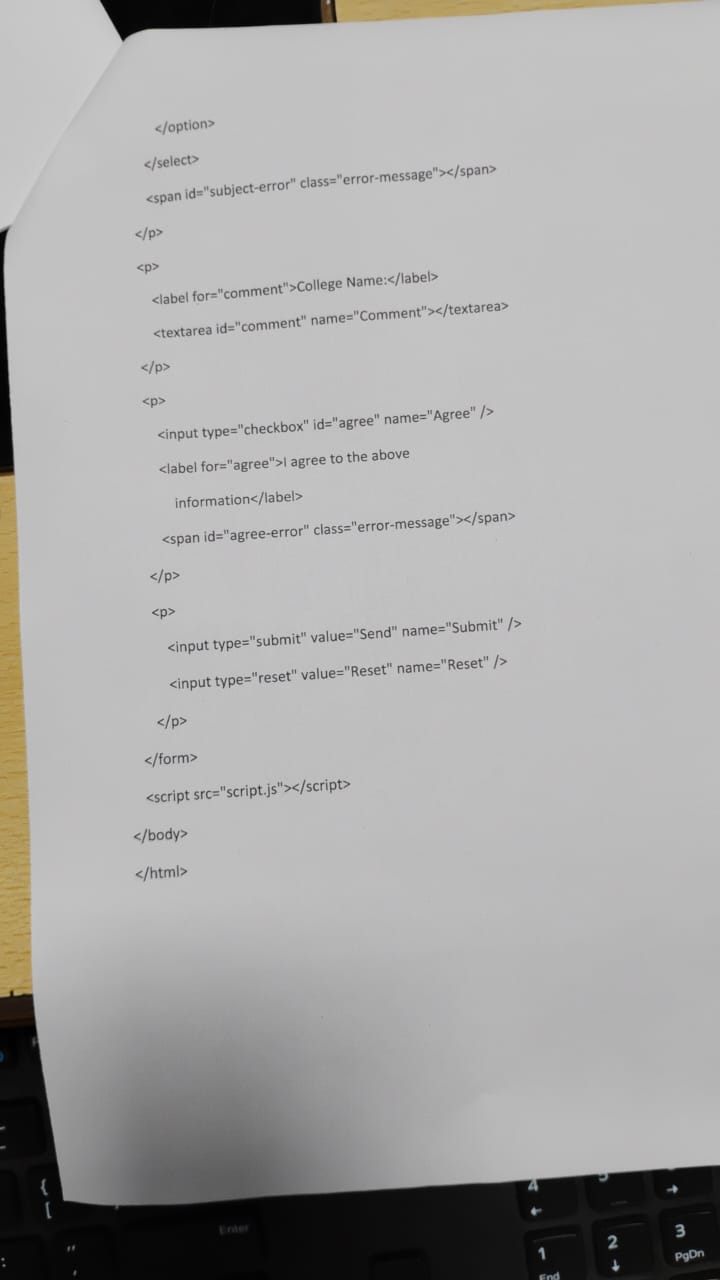 </option>
</select>
<span id="subject-error" class="error-message"></span>
</p>
<p>
<label for="comment">College Name:</label>
<textarea id="comment" name="Comment"></textarea>
</p>
<p>
<input type="checkbox" id="agree" name="Agree" />
<label for="agree">I agree to the above
information</label>
<span id="agree-error" class="error-message"></span>
</p>
<p>
<input type="submit" value="Send" name="Submit" />
<input type="reset" value="Reset" name="Reset" />
</p>
</form>
<script src="script.js"></script>
</body>
</html>
{
[
Enter
"
,
:
4
←
→
1
End
2
↓
3
PgDn